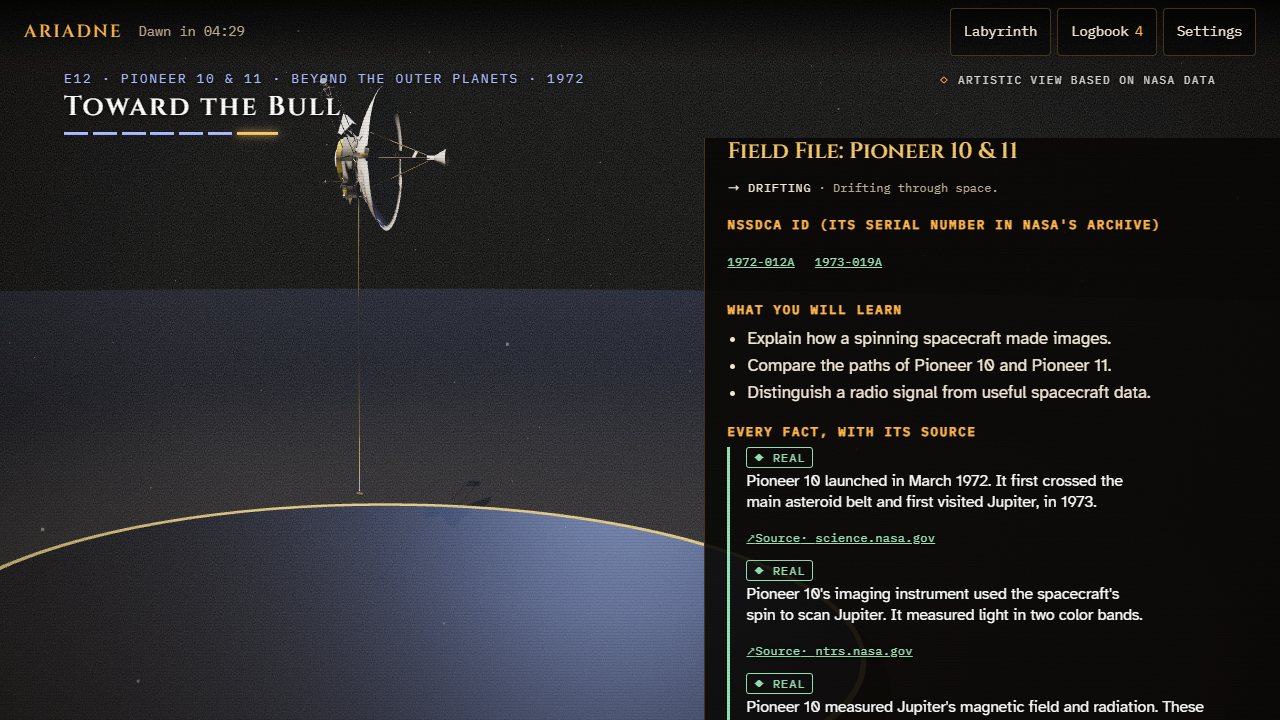 ARIADNE Dawn in 04:29 Labyrinth Logbook 4 Settings
E12 · PIONEER 10 & 11 · BEYOND THE OUTER PLANETS · 1972
◇ ARTISTIC VIEW BASED ON NASA DATA
Toward the Bull
Field File: Pioneer 10 & 11
→ DRIFTING · Drifting through space.
NSSDCA ID (ITS SERIAL NUMBER IN NASA'S ARCHIVE)
1972-012A 1973-019A
WHAT YOU WILL LEARN
• Explain how a spinning spacecraft made images.
• Compare the paths of Pioneer 10 and Pioneer 11.
• Distinguish a radio signal from useful spacecraft data.
EVERY FACT, WITH ITS SOURCE
◆ REAL
Pioneer 10 launched in March 1972. It first crossed the
main asteroid belt and first visited Jupiter, in 1973.
↗Source· science.nasa.gov
◆ REAL
Pioneer 10's imaging instrument used the spacecraft's
spin to scan Jupiter. It measured light in two color bands.
↗Source· ntrs.nasa.gov
◆ REAL
Pioneer 10 measured Jupiter's magnetic field and radiation. These